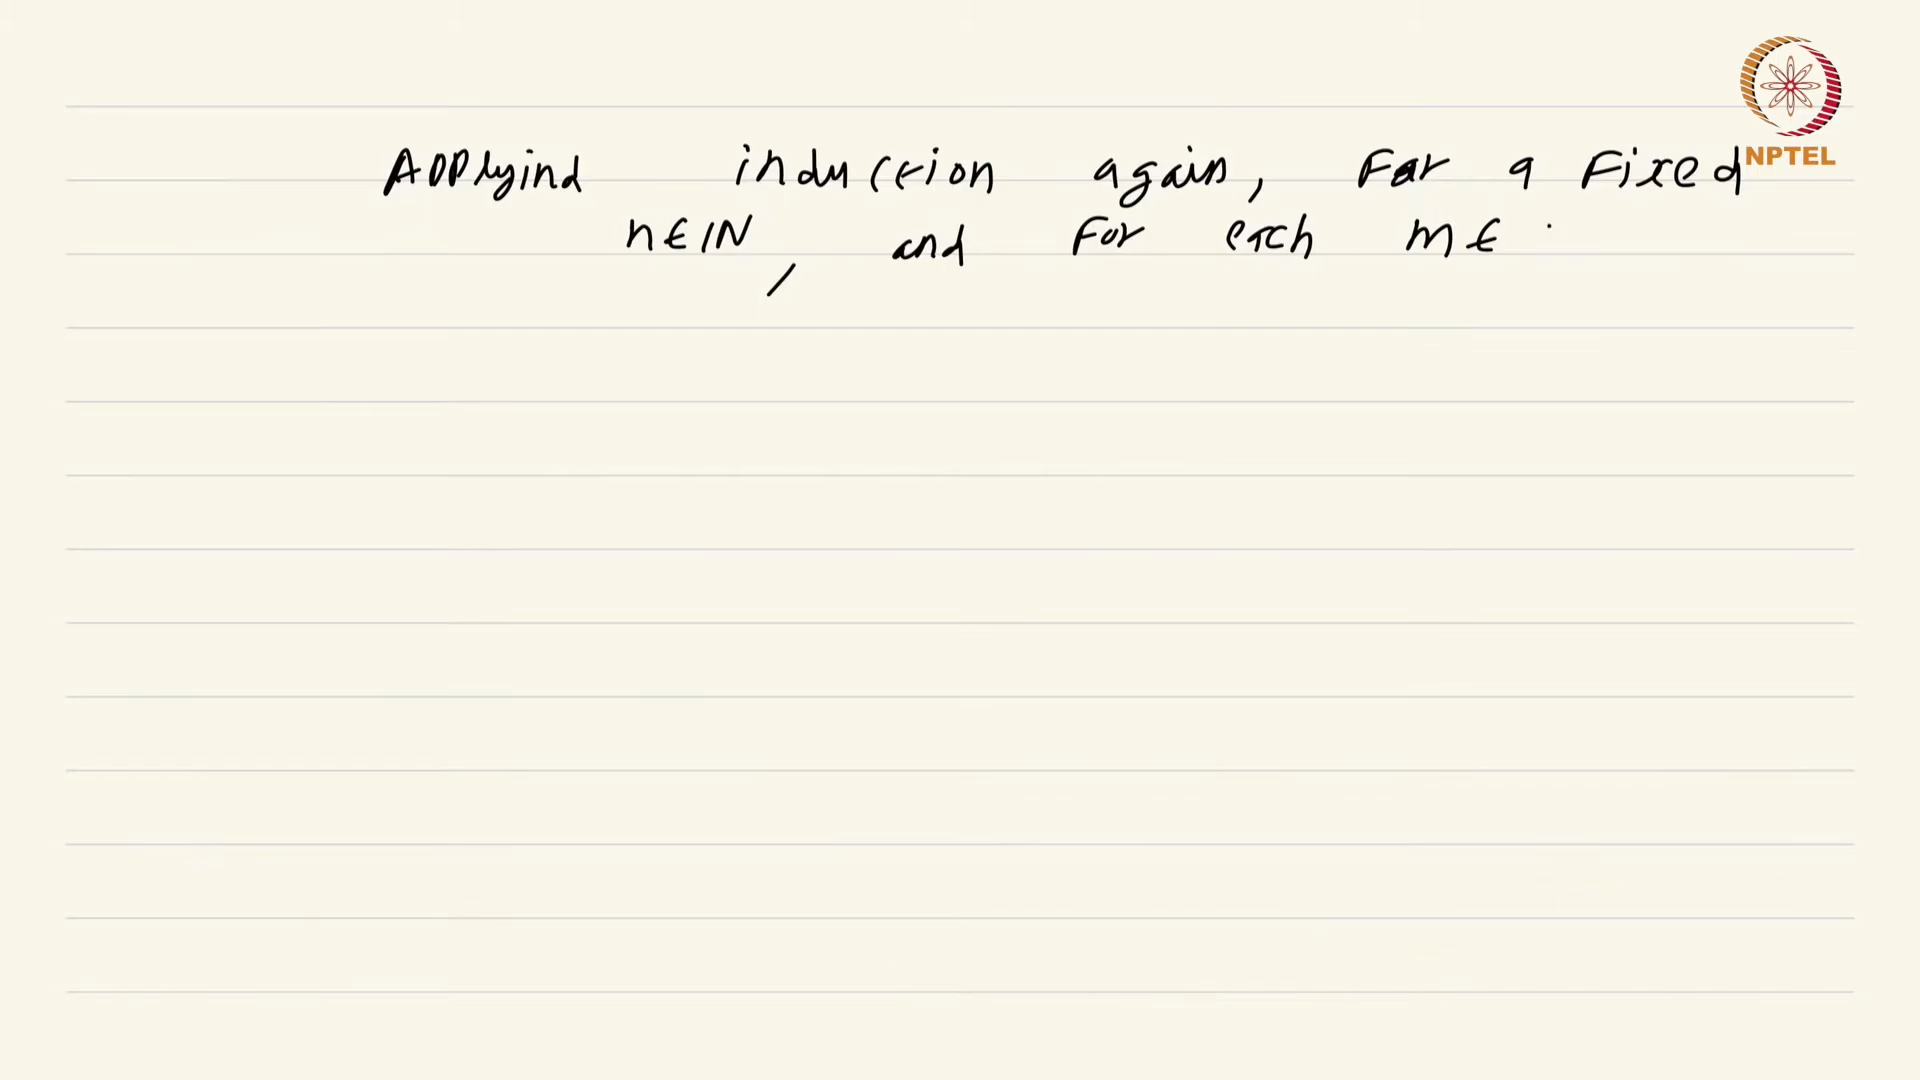 NPTEL
Applying induction again, For a Fixed
n∈ℕ, and For each m∈